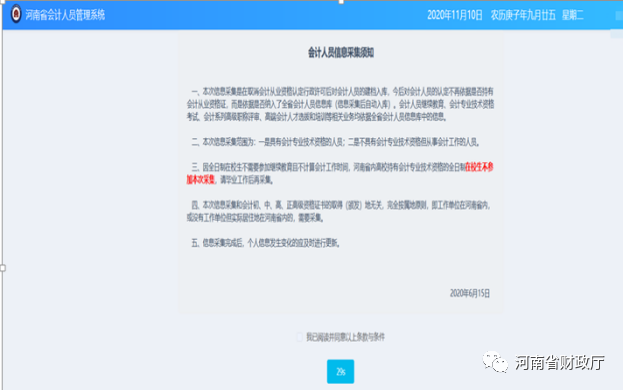 河南省会计人员管理系统
2020年11月10日 农历庚子年九月廿五 星期二
会计人员信息采集须知
一、本次信息采集是在取消会计从业资格认定行政许可后对会计人员的建档入库，今后对会计人员的认定不再依据是否持有
会计从业资格证，而是依据是否纳入了全省会计人员信息库（信息采集后自动入库）。会计人员继续教育、会计专业技术资格
考试、会计系列高级职称评审、高端会计人才选拔和培训等相关业务均依据全省会计人员信息库中的信息。
二、本次信息采集范围为：一是具有会计专业技术资格的人员；二是不具有会计专业技术资格但从事会计工作的人员。
三、因全日制在校生不需要参加继续教育且不计算会计工作时间，河南省内高校持有会计专业技术资格的全日制在校生不参
加本次采集，请毕业工作后再采集。
四、本次信息采集和会计初、中、高、正高级资格证书的取得（颁发）地无关，完全按属地原则，即工作单位在河南省内，
或没有工作单位但实际居住地在河南省内的，需要采集。
五、信息采集完成后，个人信息发生变化的应及时进行更新。
2020年6月15日
我已阅读并同意以上条款与条件
29s
河南省财政厅